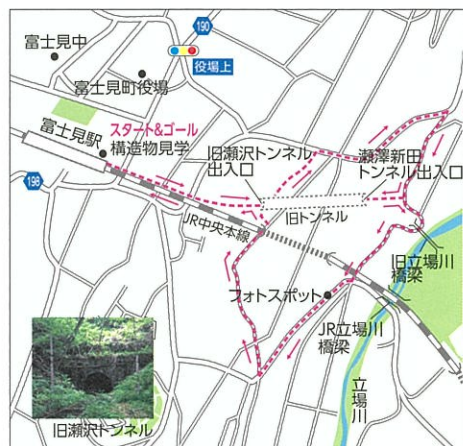 富士見中
190
役場上
富士見町役場
富士見駅
スタート&ゴール
構造物見学
旧瀬沢トンネル
出入口
瀬澤新田
トンネル出入口
198
旧トンネル
JR中央本線
旧立場川
橋梁
フォトスポット
JR立場川
橋梁
立場川
旧瀬沢トンネル